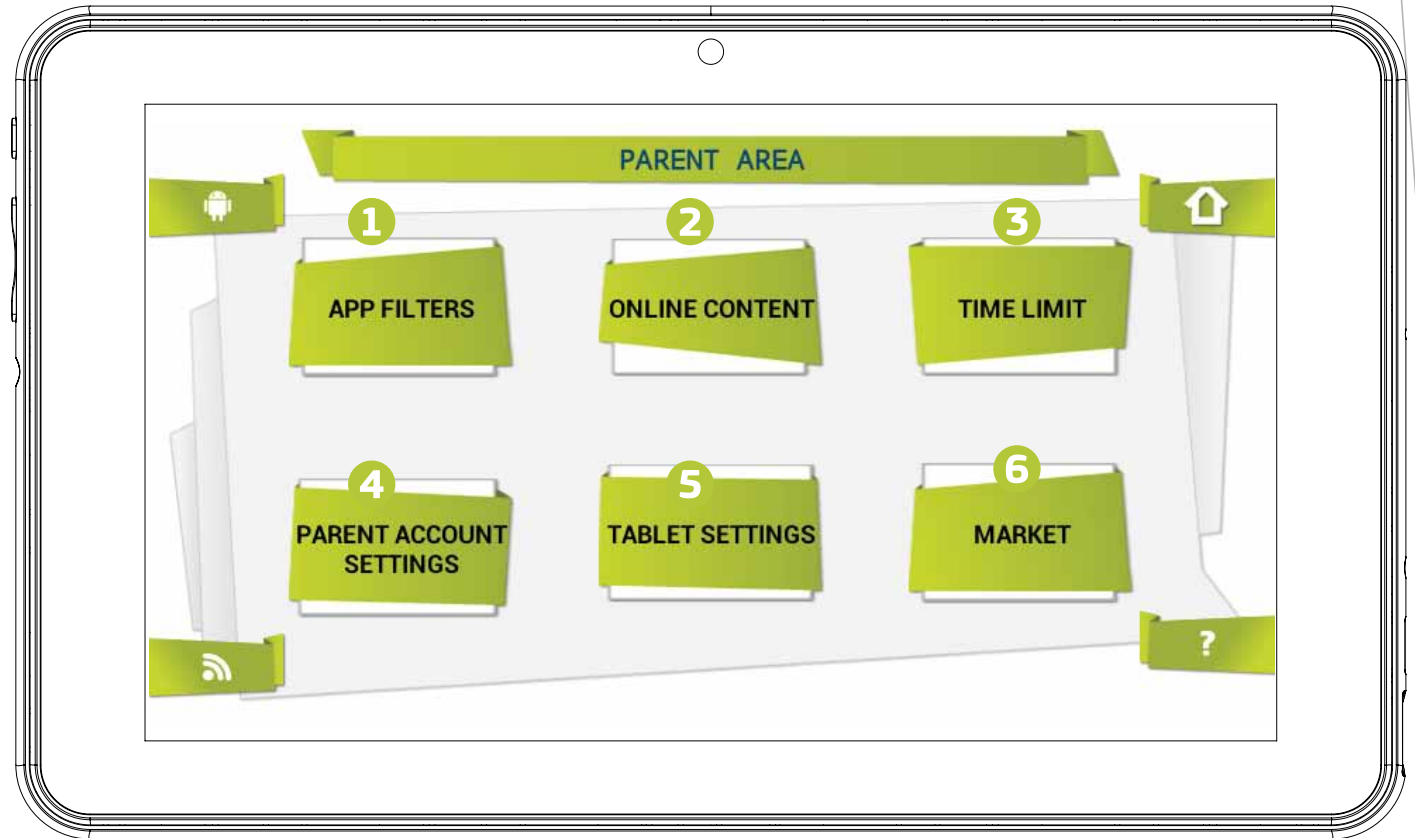 PARENT AREA
1
2
3
APP FILTERS
ONLINE CONTENT
TIME LIMIT
4
5
6
PARENT ACCOUNT
SETTINGS
TABLET SETTINGS
MARKET
?